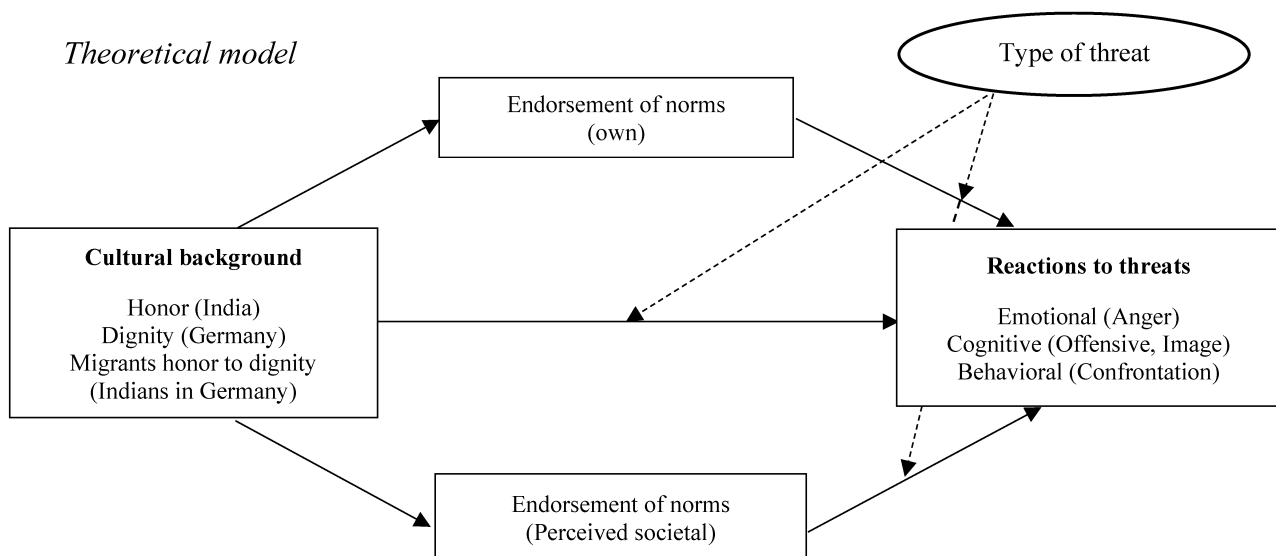 Theoretical model
Type of threat
Endorsement of norms
(own)
Cultural background
Honor (India)
Dignity (Germany)
Migrants honor to dignity
(Indians in Germany)
Reactions to threats
Emotional (Anger)
Cognitive (Offensive, Image)
Behavioral (Confrontation)
Endorsement of norms
(Perceived societal)